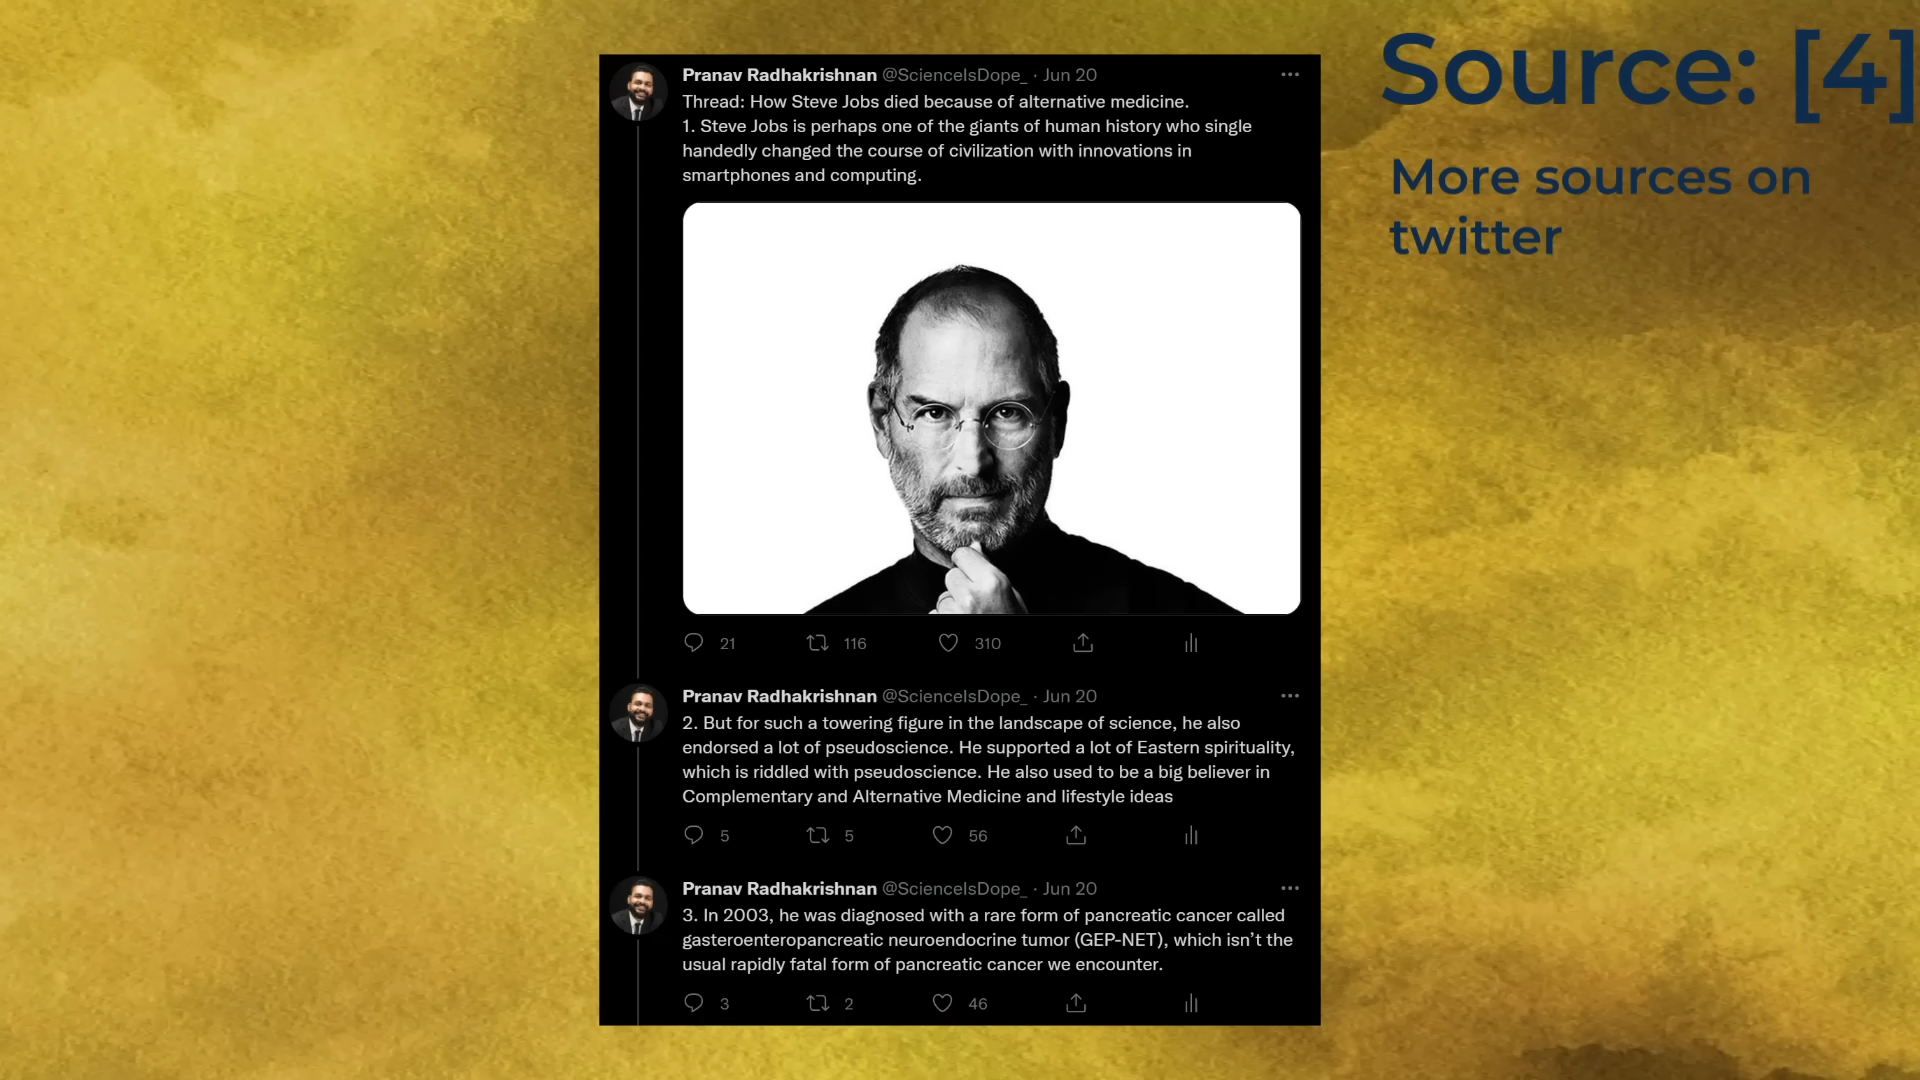 Source: [4]
More sources on
twitter
Pranav Radhakrishnan @ScienceIsDope_ · Jun 20
Thread: How Steve Jobs died because of alternative medicine.
1. Steve Jobs is perhaps one of the giants of human history who single
handedly changed the course of civilization with innovations in
smartphones and computing.
21 116 310
Pranav Radhakrishnan @ScienceIsDope_ · Jun 20
2. But for such a towering figure in the landscape of science, he also
endorsed a lot of pseudoscience. He supported a lot of Eastern spirituality,
which is riddled with pseudoscience. He also used to be a big believer in
Complementary and Alternative Medicine and lifestyle ideas
5 5 56
Pranav Radhakrishnan @ScienceIsDope_ · Jun 20
3. In 2003, he was diagnosed with a rare form of pancreatic cancer called
gasteroenteropancreatic neuroendocrine tumor (GEP-NET), which isn’t the
usual rapidly fatal form of pancreatic cancer we encounter.
3 2 46